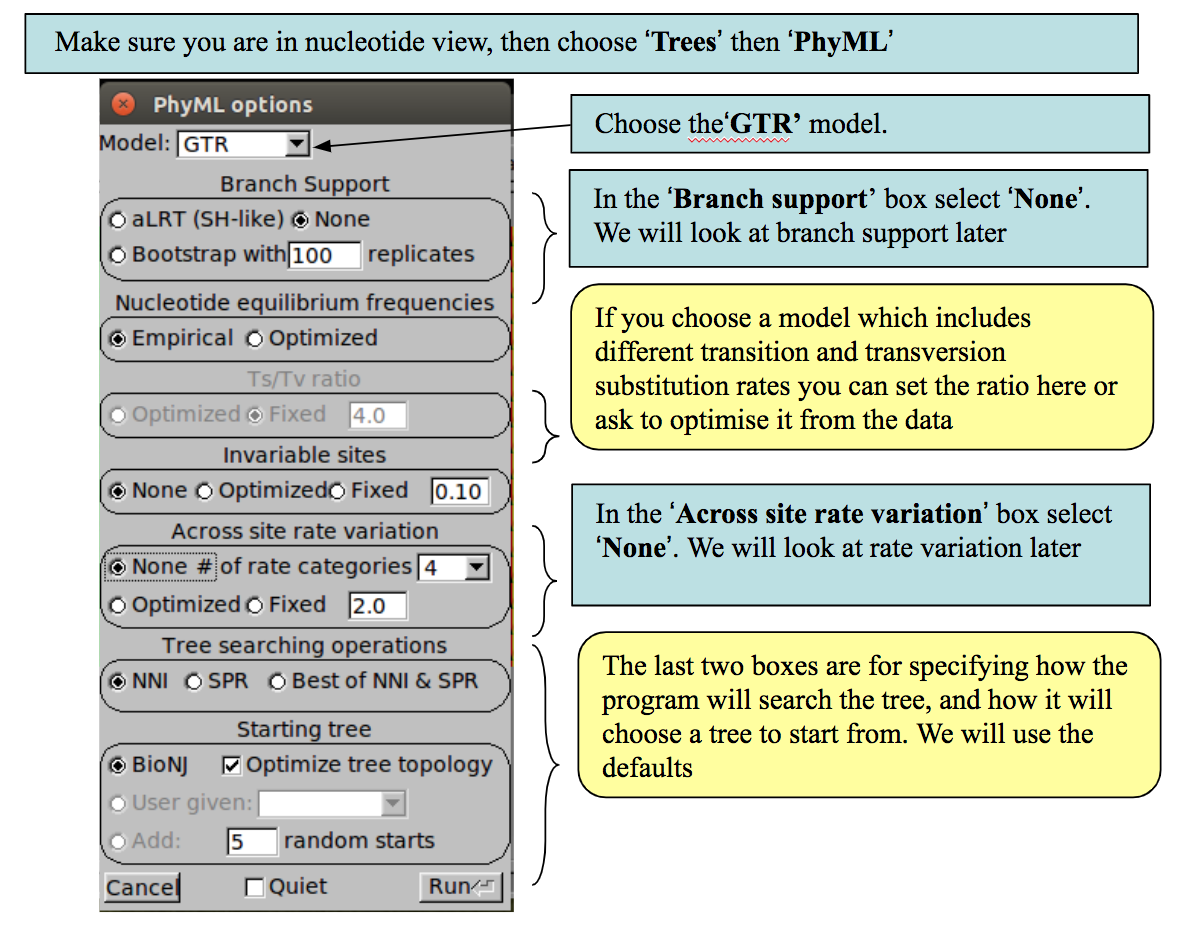 Make sure you are in nucleotide view, then choose ‘Trees’ then ‘PhyML’
PhyML options
Model: GTR
Choose the‘GTR’ model.
Branch Support
aLRT (SH-like) None
Bootstrap with 100 replicates
In the ‘Branch support’ box select ‘None’.
We will look at branch support later
Nucleotide equilibrium frequencies
Empirical Optimized
Ts/Tv ratio
Optimized Fixed 4.0
If you choose a model which includes
different transition and transversion
substitution rates you can set the ratio here or
ask to optimise it from the data
Invariable sites
None Optimized Fixed 0.10
Across site rate variation
None # of rate categories 4
Optimized Fixed 2.0
In the ‘Across site rate variation’ box select
‘None’. We will look at rate variation later
Tree searching operations
NNI SPR Best of NNI & SPR
Starting tree
BioNJ Optimize tree topology
User given:
Add: 5 random starts
Cancel Quiet Run
The last two boxes are for specifying how the
program will search the tree, and how it will
choose a tree to start from. We will use the
defaults